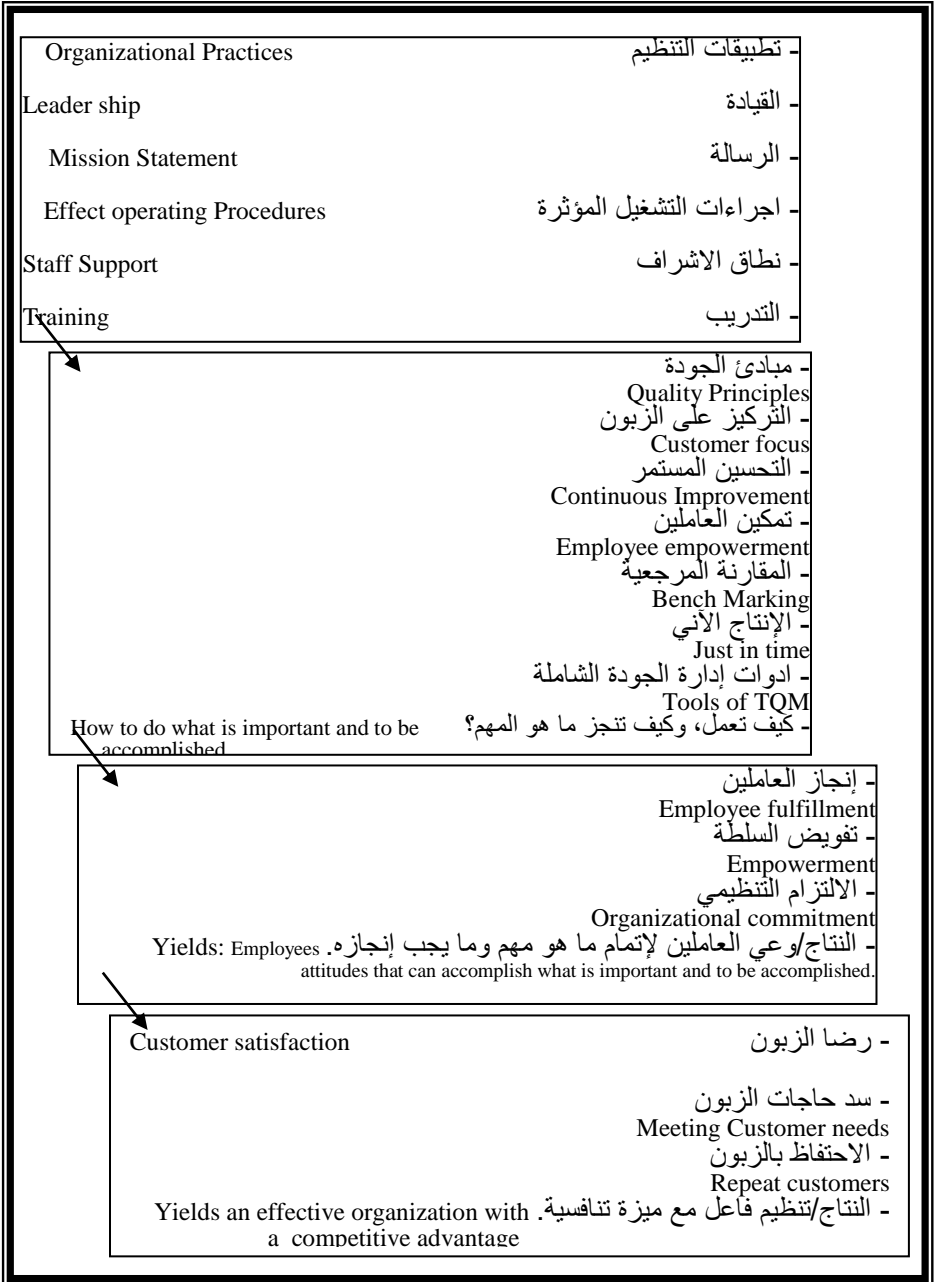 - تطبيقات التنظيم Organizational Practices
- القيادة Leader ship
- الرسالة Mission Statement
- اجراءات التشغيل المؤثرة Effect operating Procedures
- نطاق الاشراف Staff Support
- التدريب Training
- مبادئ الجودة
Quality Principles
- التركيز على الزبون
Customer focus
- التحسين المستمر
Continuous Improvement
- تمكين العاملين
Employee empowerment
- المقارنة المرجعية
Bench Marking
- الإنتاج الآني
Just in time
- ادوات إدارة الجودة الشاملة
Tools of TQM
- كيف تعمل، وكيف تنجز ما هو المهم؟ How to do what is important and to be
accomplished
- إنجاز العاملين
Employee fulfillment
- تفويض السلطة
Empowerment
- الالتزام التنظيمي
Organizational commitment
- النتاج/وعي العاملين لإتمام ما هو مهم وما يجب إنجازه. Yields: Employees
attitudes that can accomplish what is important and to be accomplished.
- رضا الزبون Customer satisfaction
- سد حاجات الزبون
Meeting Customer needs
- الاحتفاظ بالزبون
Repeat customers
- النتاج/تنظيم فاعل مع ميزة تنافسية. Yields an effective organization with
a competitive advantage